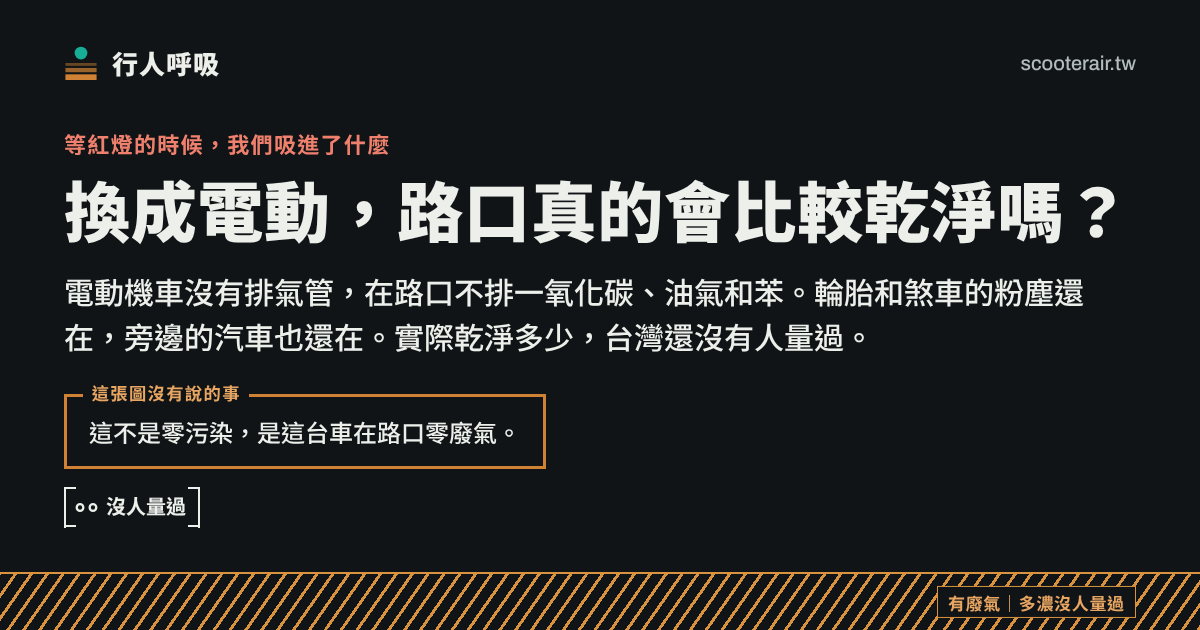 行人呼吸
scooterair.tw
等紅燈的時候，我們吸進了什麼
換成電動，路口真的會比較乾淨嗎？
電動機車沒有排氣管，在路口不排一氧化碳、油氣和苯。輪胎和煞車的粉塵還
在，旁邊的汽車也還在。實際乾淨多少，台灣還沒有人量過。
這張圖沒有說的事
這不是零污染，是這台車在路口零廢氣。
沒人量過
有廢氣｜多濃沒人量過